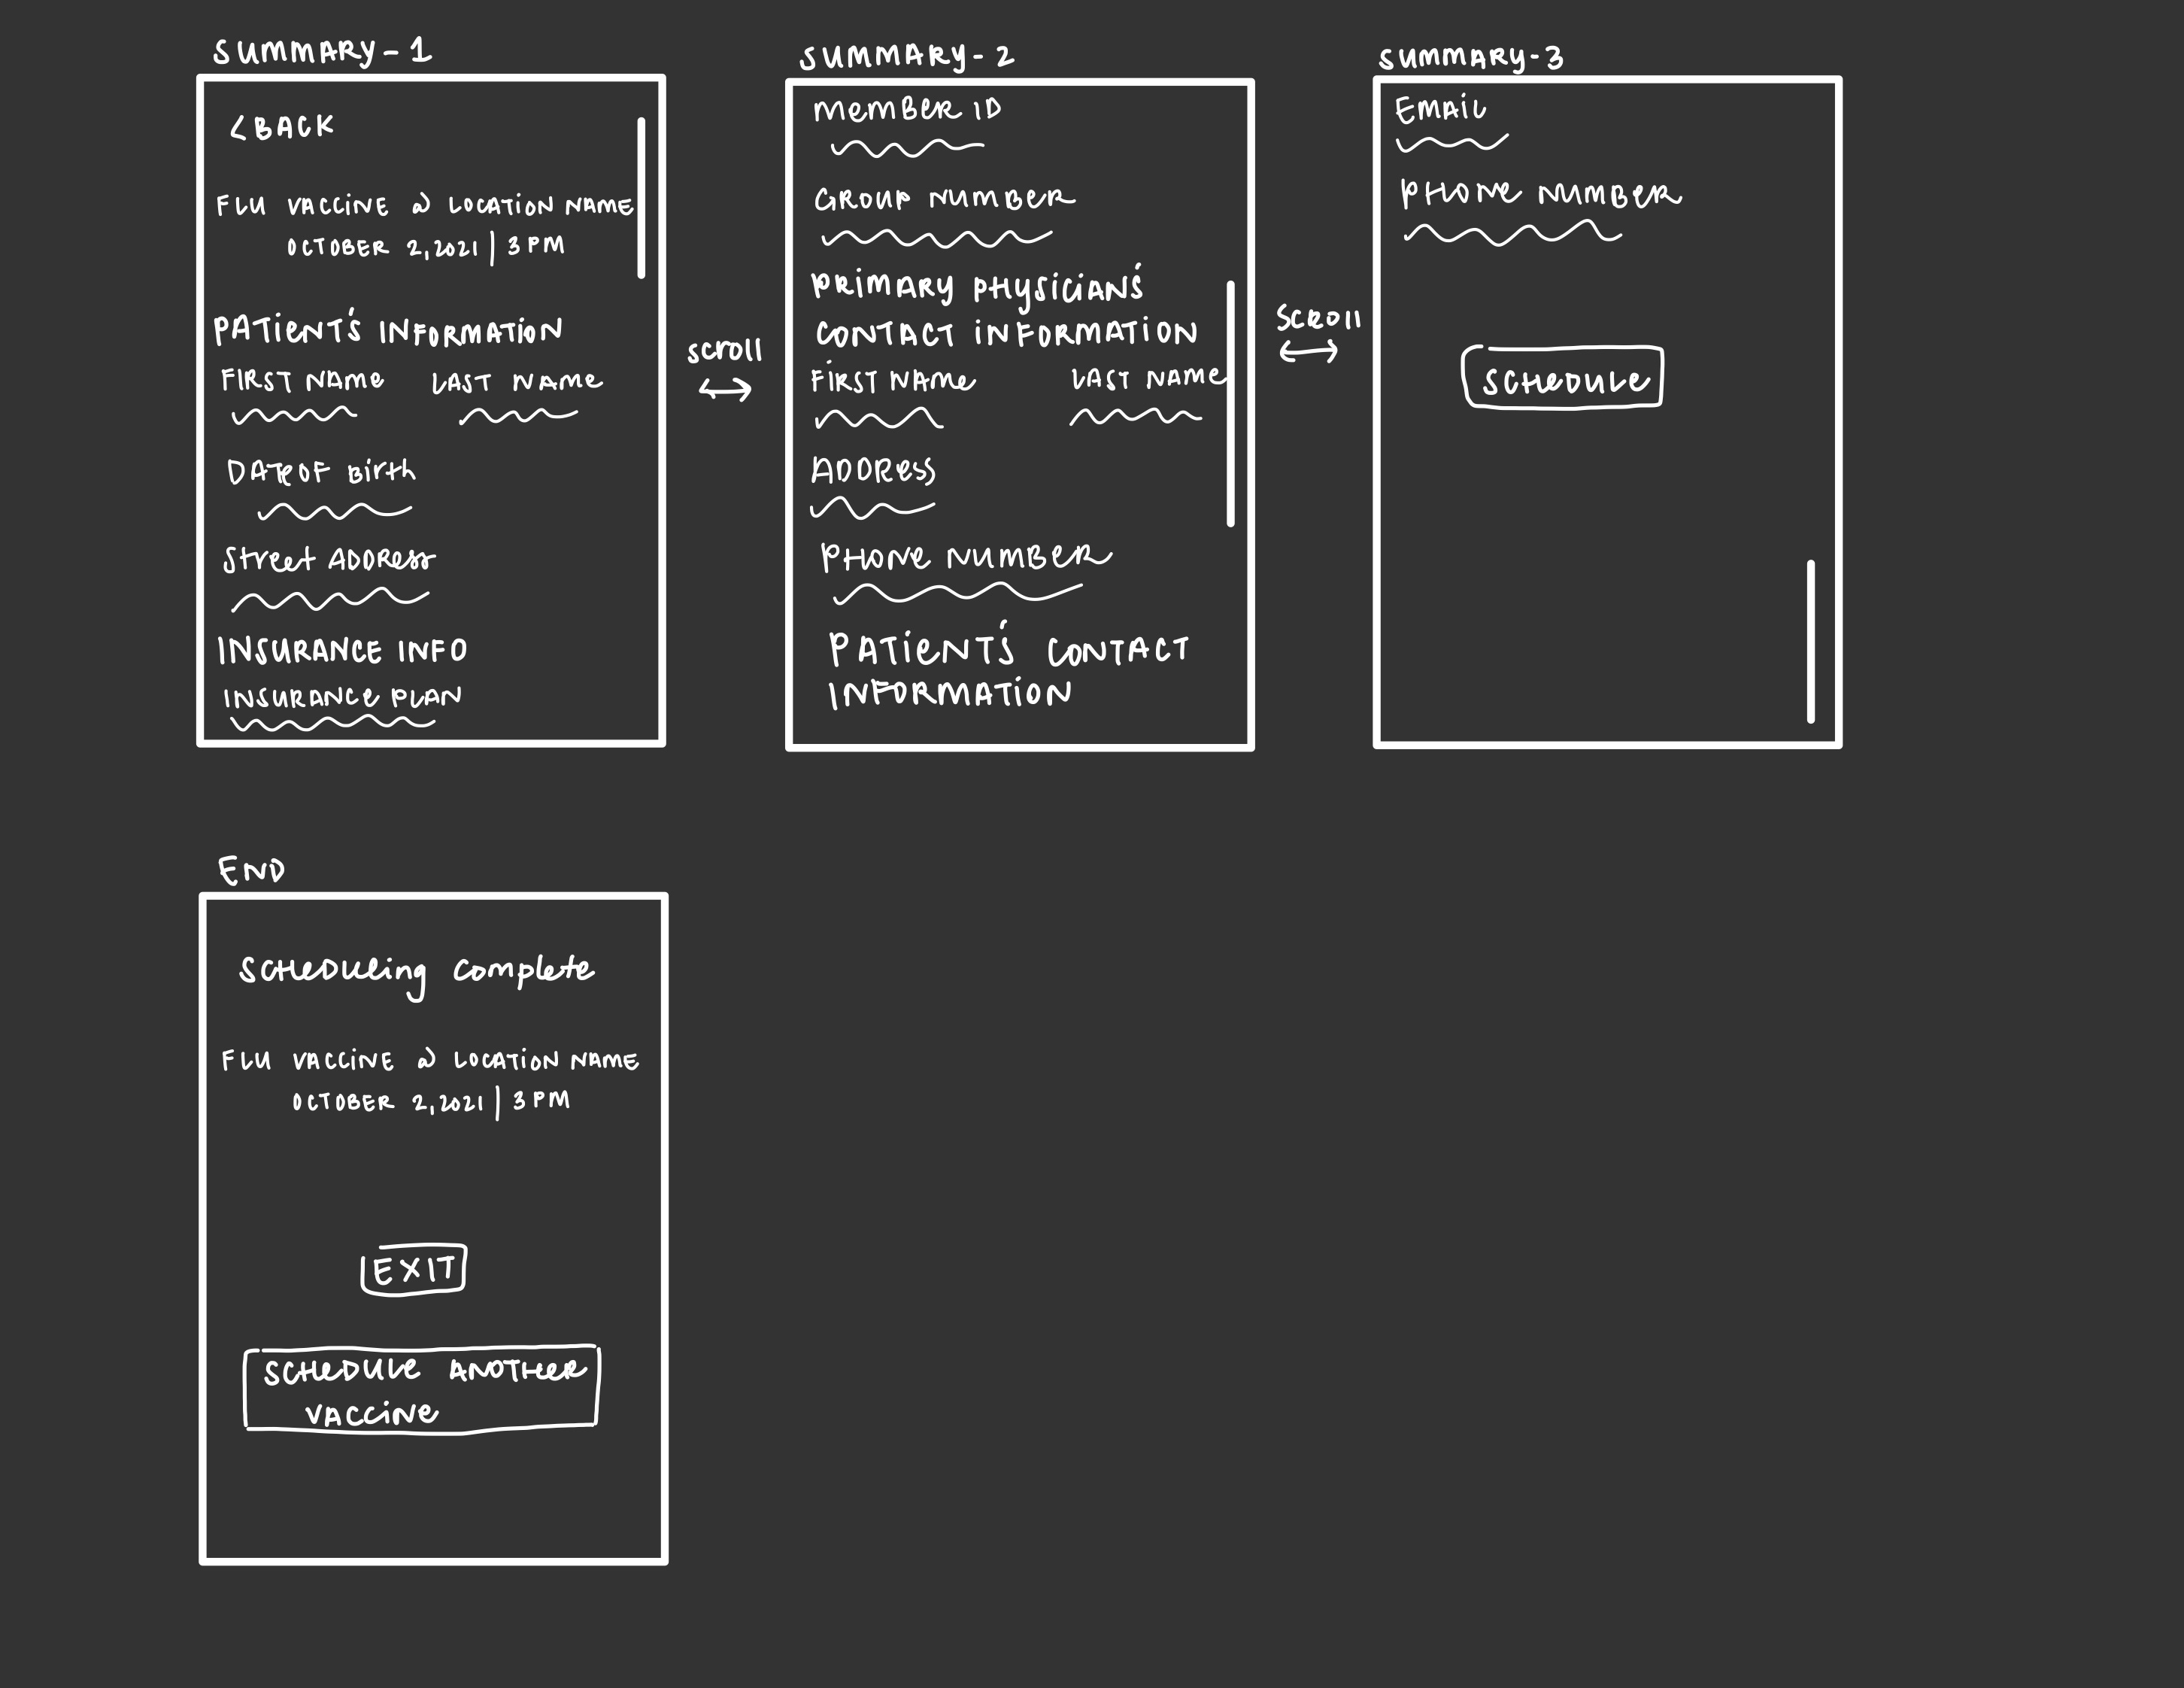 SUMMARY-1
< BACK
FLU VACCINE @ LOCATION NAME
OCTOBER 2, 2021 | 3 PM
PATIENT'S INFORMATION
FIRST NAME LAST NAME
DATE OF BIRTH
STREET ADDRESS
INSURANCE INFO
INSURANCE PLAN
SCROLL
SUMMARY-2
MEMBER ID
GROUP NUMBER
PRIMARY PHYSICIAN'S
CONTACT INFORMATION
FIRST NAME LAST NAME
ADDRESS
PHONE NUMBER
PATIENT'S CONTACT
INFORMATION
SCROLL
SUMMARY-3
EMAIL
PHONE NUMBER
SCHEDULE
END
SCHEDULING COMPLETE
FLU VACCINE @ LOCATION NAME
OCTOBER 2, 2021 | 3 PM
EXIT
SCHEDULE ANOTHER
VACCINE